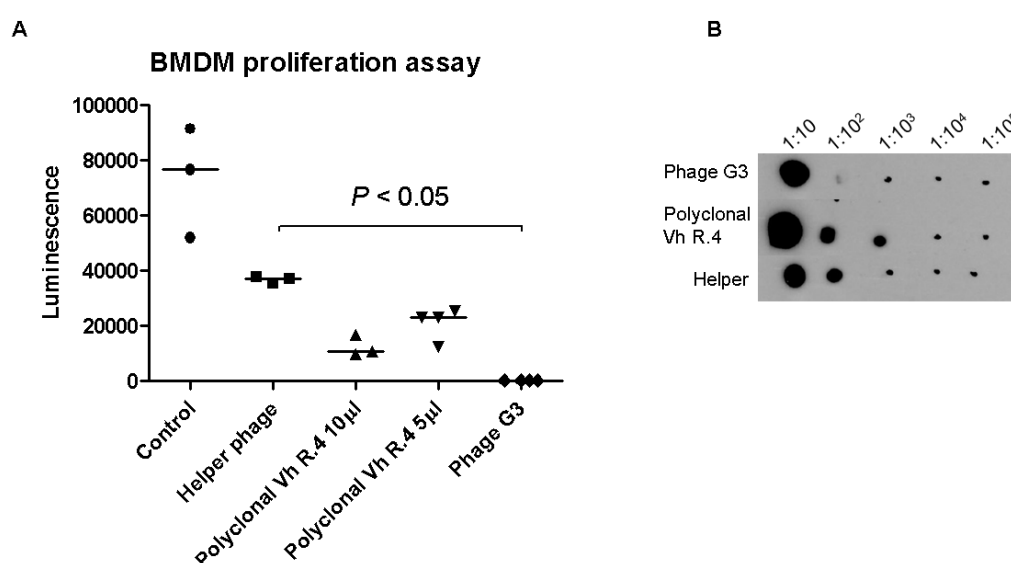 A
BMDM proliferation assay
Luminescence
100000
80000
60000
40000
20000
0
P < 0.05
Control
Helper phage
Polyclonal Vh R.4 10µl
Polyclonal Vh R.4 5µl
Phage G3
B
1:10 1:10² 1:10³ 1:10⁴
Phage G3
Polyclonal
Vh R.4
Helper